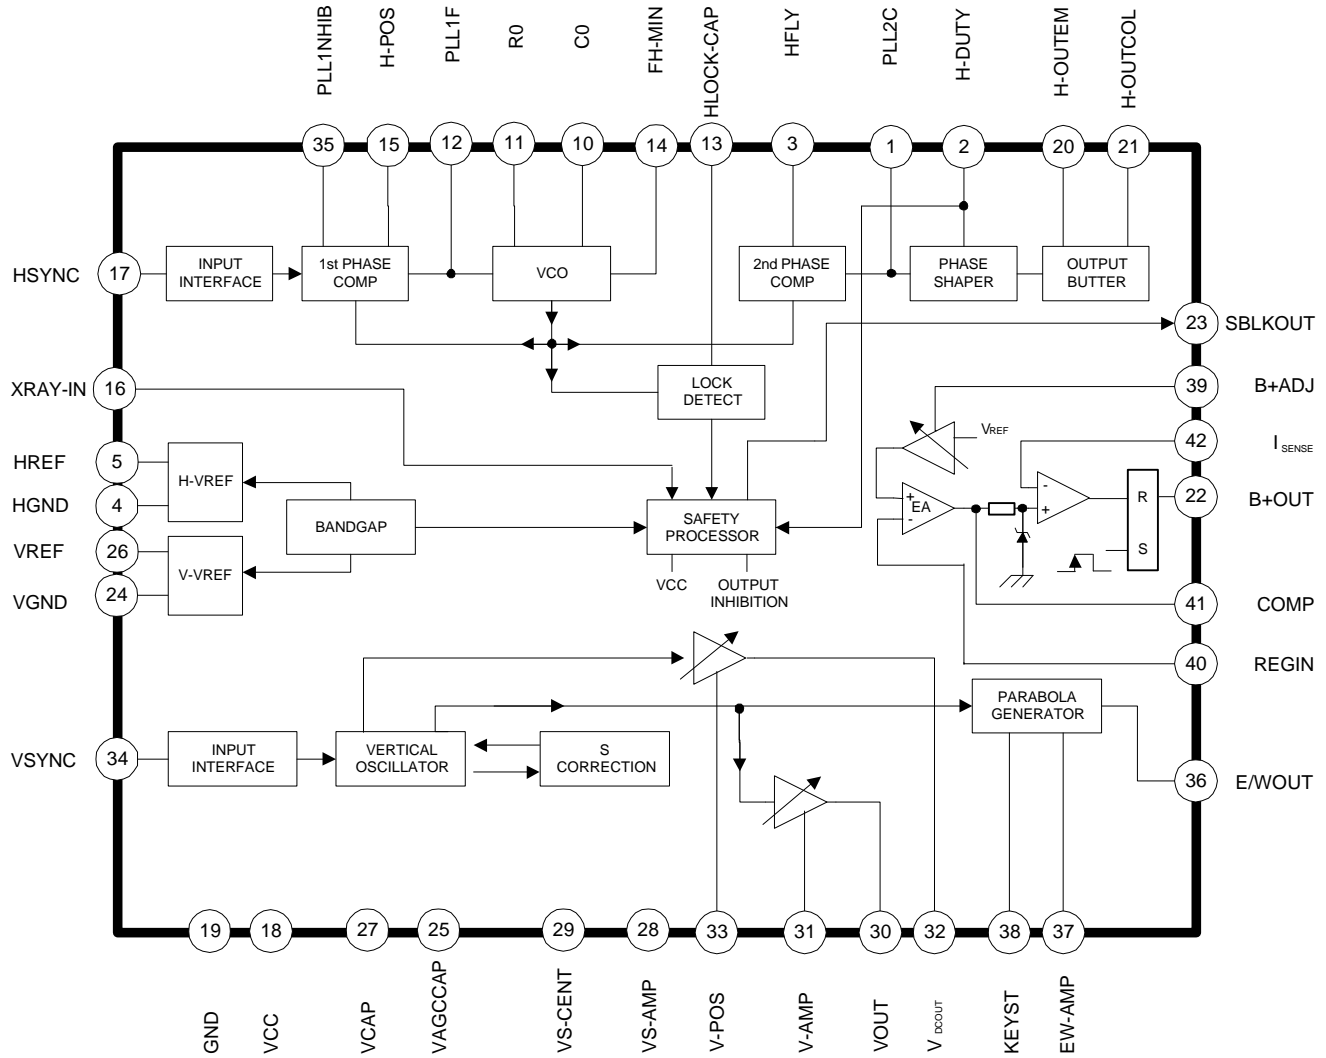 PLL1NHIB
H-POS
PLL1F
R0
C0
FH-MIN
HLOCK-CAP
HFLY
PLL2C
H-DUTY
H-OUTEM
H-OUTCOL
35
15
12
11
10
14
13
3
1
2
20
21
HSYNC
17
INPUT
INTERFACE
1st PHASE
COMP
VCO
2nd PHASE
COMP
PHASE
SHAPER
OUTPUT
BUTTER
23
SBLKOUT
XRAY-IN
16
LOCK
DETECT
39
B+ADJ
VREF
42
I SENSE
HREF
5
H-VREF
HGND
4
BANDGAP
SAFETY
PROCESSOR
+
EA
-
-
+
R
S
22
B+OUT
VREF
26
V-VREF
VGND
24
VCC
OUTPUT
INHIBITION
41
COMP
40
REGIN
PARABOLA
GENERATOR
VSYNC
34
INPUT
INTERFACE
VERTICAL
OSCILLATOR
S
CORRECTION
36
E/WOUT
19
18
27
25
29
28
33
31
30
32
38
37
GND
VCC
VCAP
VAGCCAP
VS-CENT
VS-AMP
V-POS
V-AMP
VOUT
V DCOUT
KEYST
EW-AMP